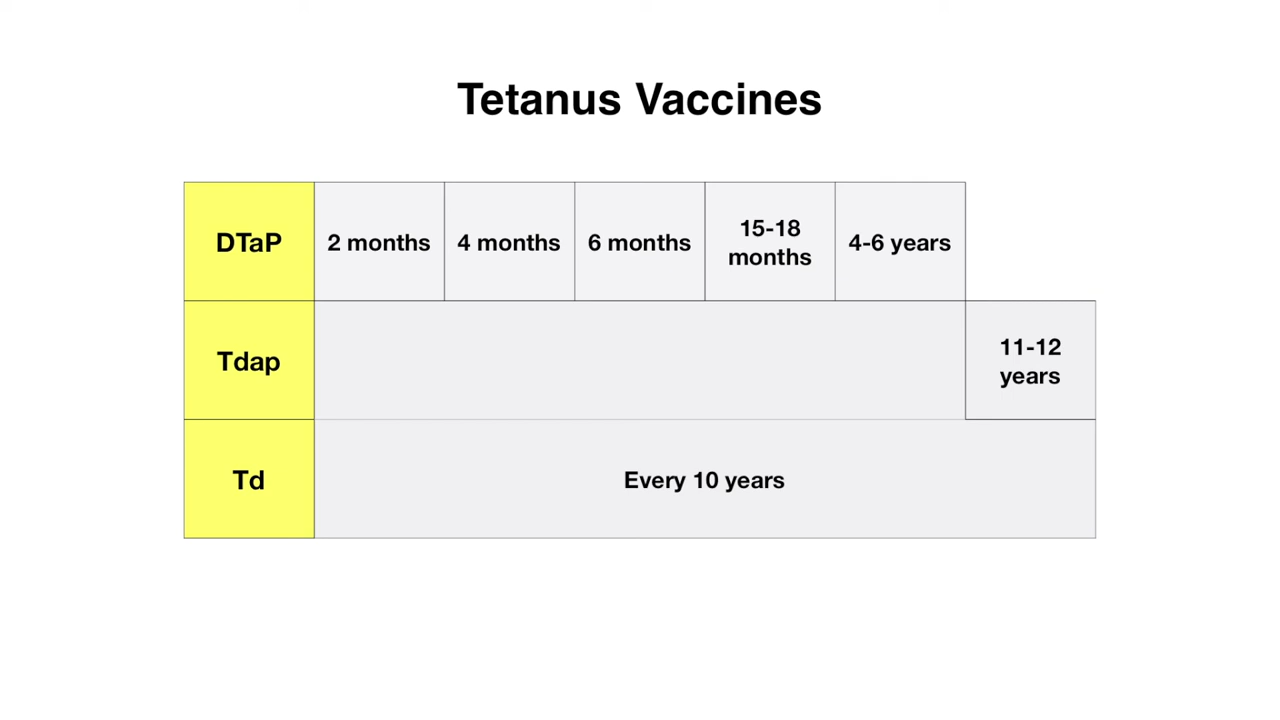 Tetanus Vaccines
DTaP
2 months
4 months
6 months
15-18
months
4-6 years
Tdap
11-12
years
Td
Every 10 years